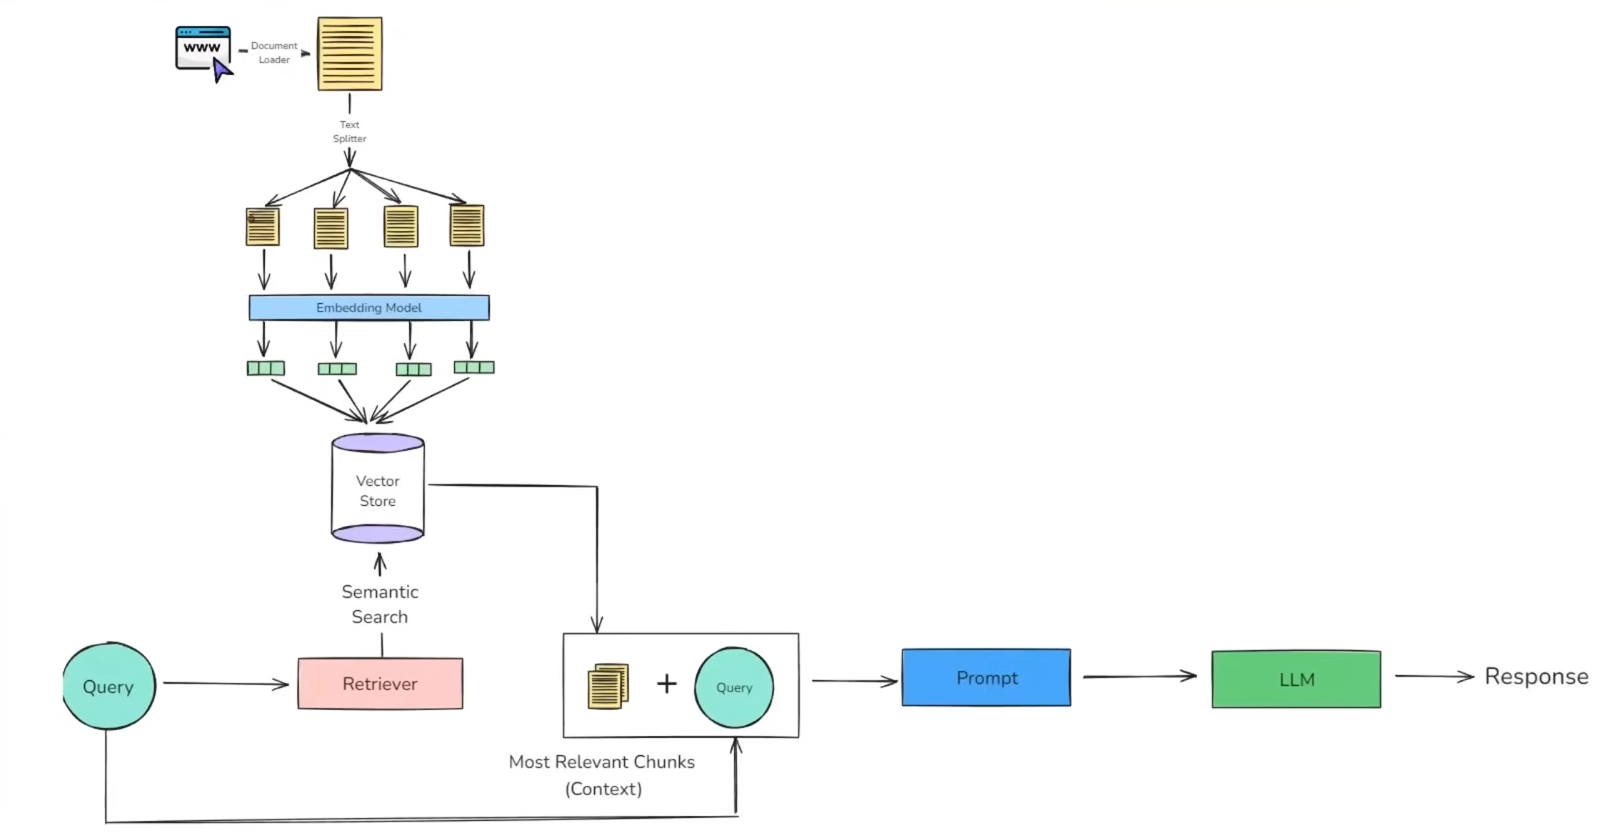 www
Document
Loader
Text
Splitter
Embedding Model
Vector
Store
Semantic
Search
Query
Retriever
+
Query
Prompt
LLM
Response
Most Relevant Chunks
(Context)